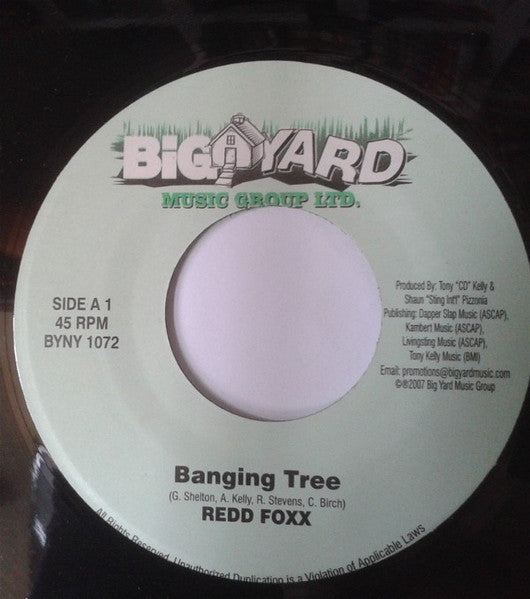 BiG YARD
MUSIC GROUP LTD.
SIDE A 1
45 RPM
BYNY 1072
Produced By: Tony "CD" Kelly &
Shaun "Sting Int'l" Pizzonia
Publishing: Dapper Slap Music (ASCAP),
Kambert Music (ASCAP),
Livingsting Music (ASCAP),
Tony Kelly Music (BMI)
Email: promotions@bigyardmusic.com
©®2007 Big Yard Music Group
Banging Tree
(G. Shelton, A. Kelly, R. Stevens, C. Birch)
REDD FOXX
All Rights Reserved. Unauthorized Duplication is a Violation of Applicable Laws